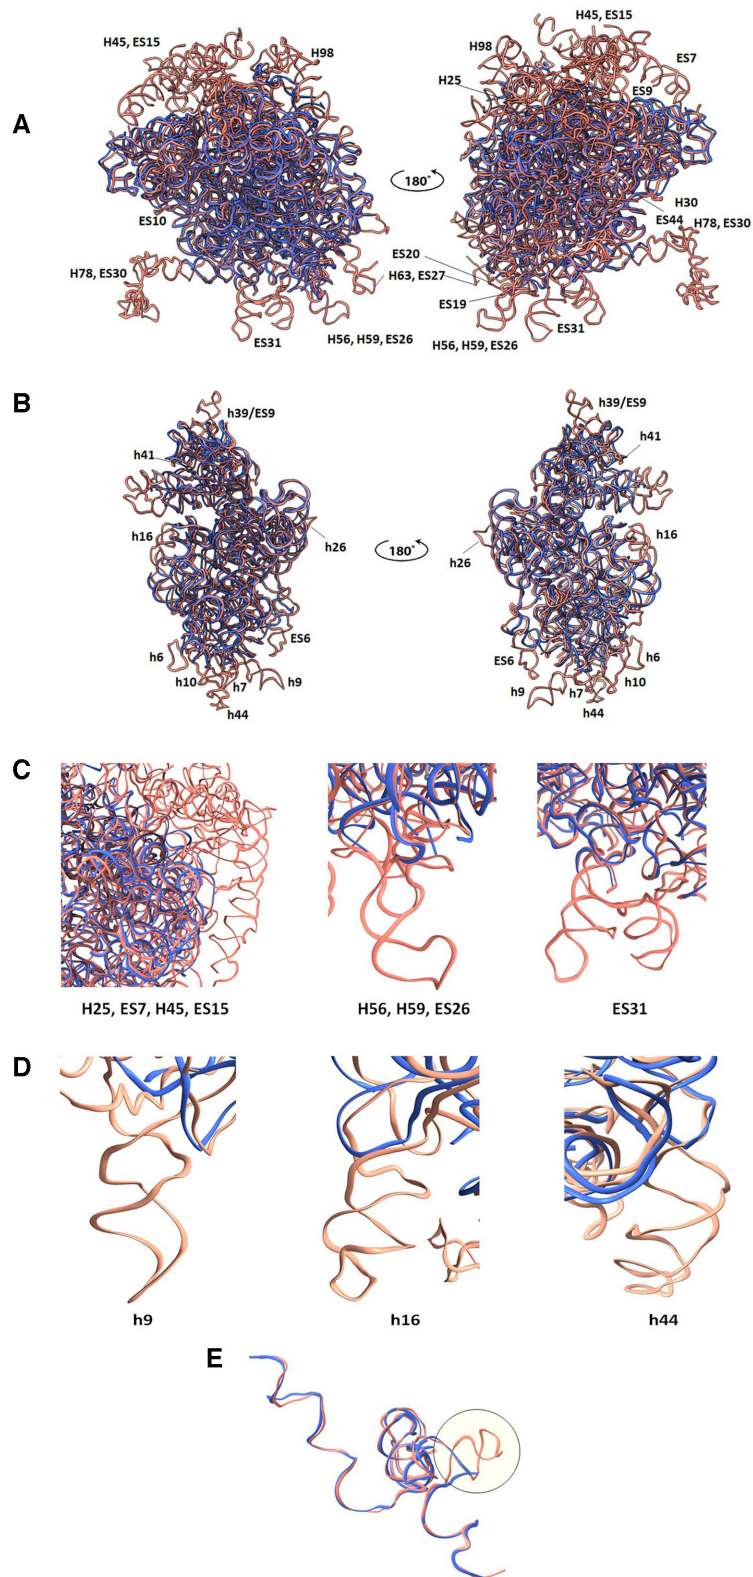 A
H45, ES15
H98
ES10
H78, ES30
ES31
H56, H59, ES26
H63, ES27
180°
H45, ES15
H98
ES7
H25
ES9
H30
ES44
H78, ES30
ES20
ES19
ES31
H56, H59, ES26
B
h39/ES9
h41
h16
h26
ES6
h6
h10
h7
h9
h44
180°
h39/ES9
h41
h16
h26
ES6
h6
h9
h7
h10
h44
C
H25, ES7, H45, ES15
H56, H59, ES26
ES31
D
h9
h16
h44
E